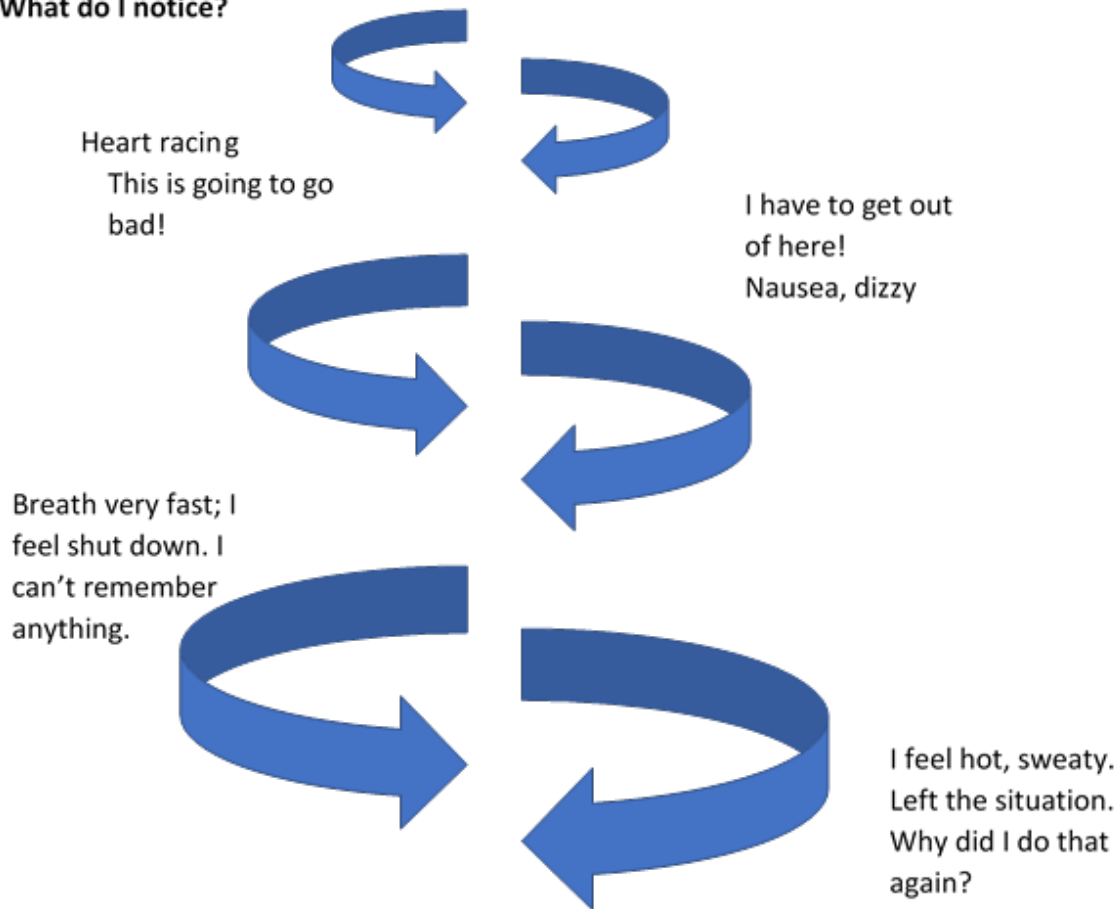 What do I notice?
Heart racing
This is going to go
bad!
I have to get out
of here!
Nausea, dizzy
Breath very fast; I
feel shut down. I
can’t remember
anything.
I feel hot, sweaty.
Left the situation.
Why did I do that
again?